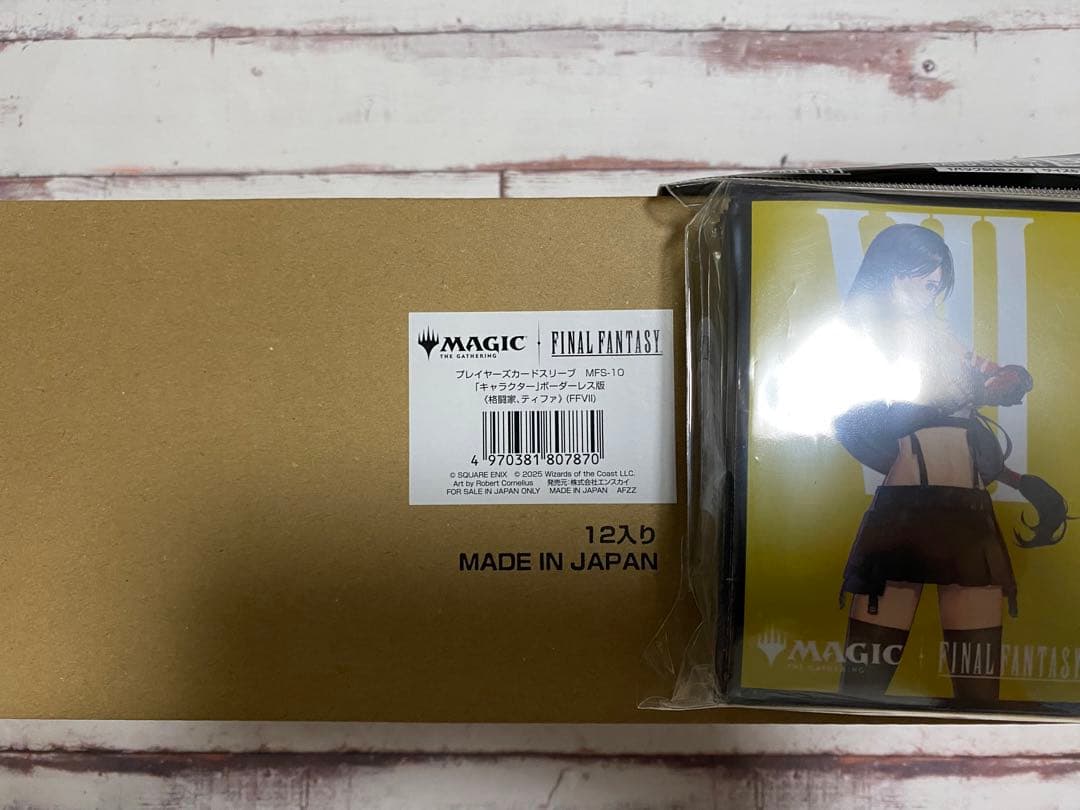 MAGIC
THE GATHERING
FINAL FANTASY
プレイヤーズカードスリーブ MFS-10
「キャラクター」ボーダーレス版
《格闘家、ティファ》(FFVII)
4 970381 807870
© SQUARE ENIX © 2025 Wizards of the Coast LLC.
Art by Robert Cornelius 発売元:株式会社エンスカイ
FOR SALE IN JAPAN ONLY MADE IN JAPAN AFZZ
12入り
MADE IN JAPAN
VII
MAGIC
THE GATHERING
FINAL FANTASY